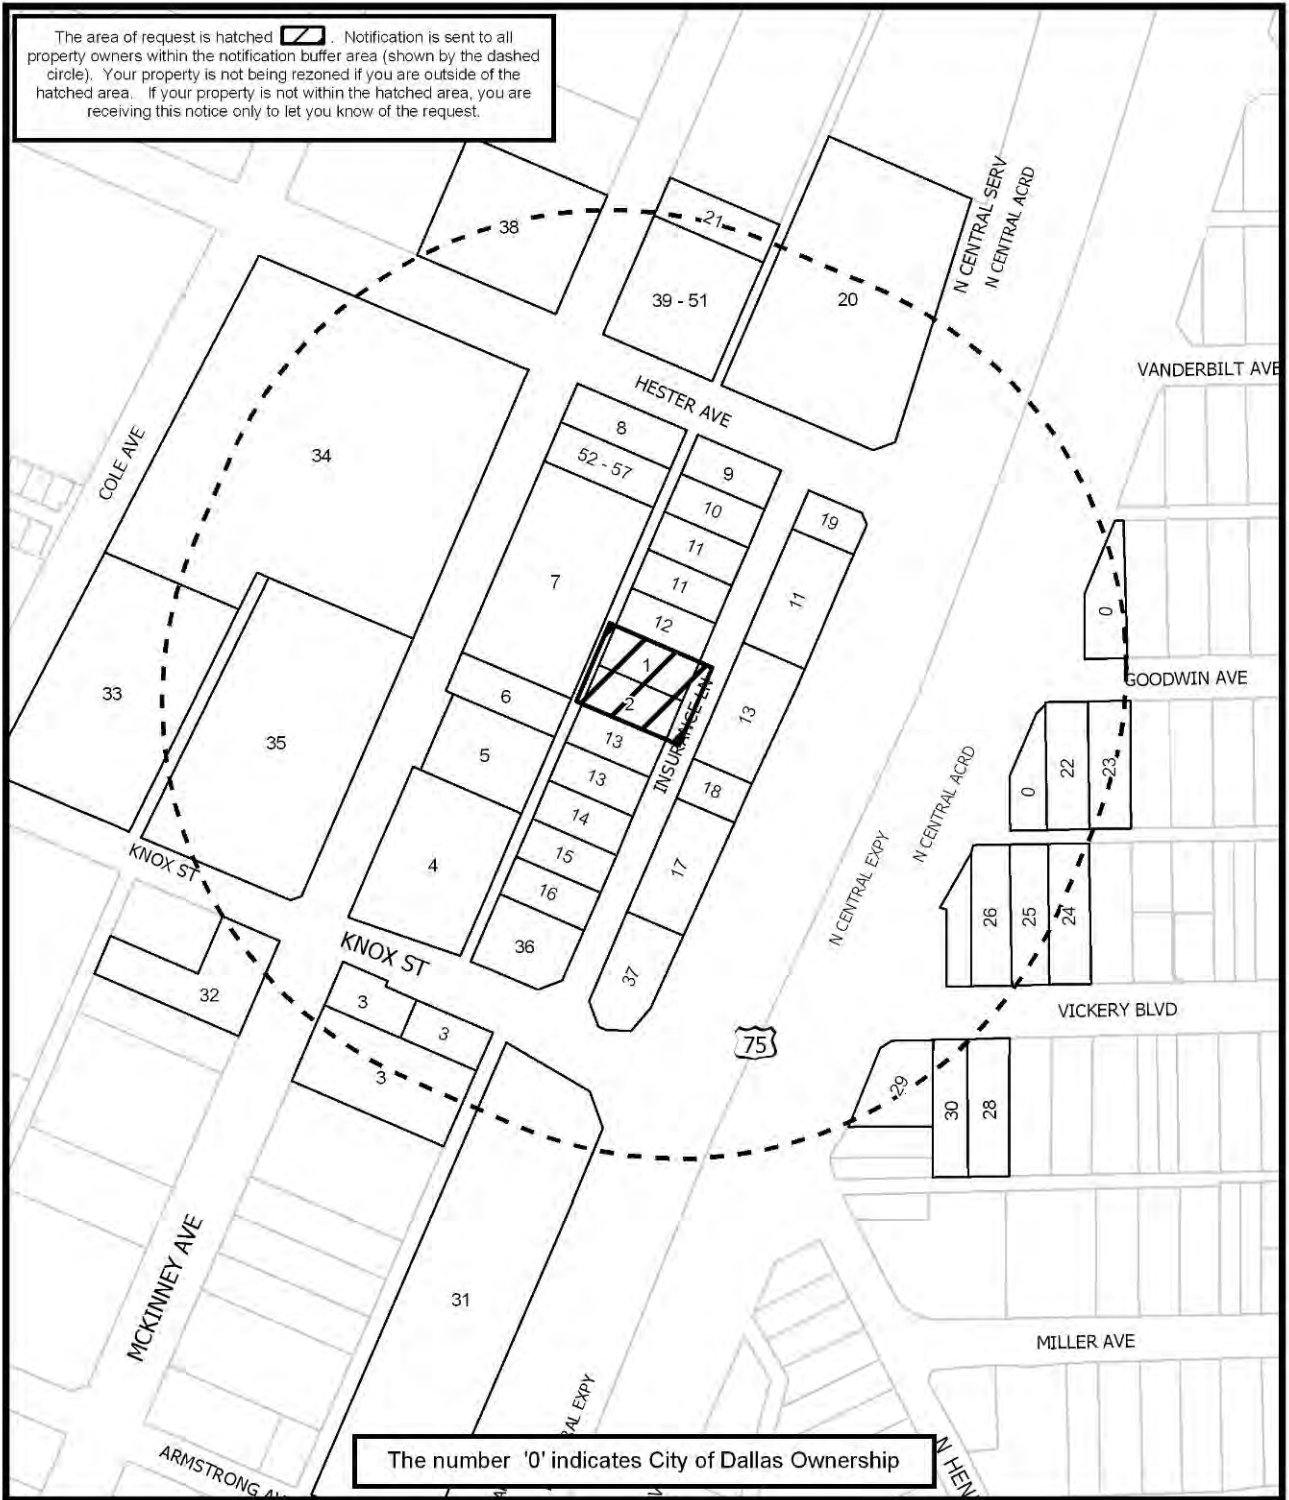 The area of request is hatched . Notification is sent to all
property owners within the notification buffer area (shown by the dashed
circle). Your property is not being rezoned if you are outside of the
hatched area. If your property is not within the hatched area, you are
receiving this notice only to let you know of the request.
N CENTRAL SERV
N CENTRAL ACRD
38
21
39 - 51
20
VANDERBILT AVE
HESTER AVE
COLE AVE
34
8
52 - 57
9
10
11
11
12
19
11
7
0
1
2
INSURANCE LN
GOODWIN AVE
33
35
6
5
13
13
13
18
14
15
16
17
4
36
37
22
23
0
N CENTRAL ACRD
N CENTRAL EXPY
KNOX ST
KNOX ST
26
25
24
32
3
3
3
VICKERY BLVD
75
29
30
28
MCKINNEY AVE
31
MILLER AVE
RAL EXPY
ARMSTRONG AV
N HEN
The number '0' indicates City of Dallas Ownership